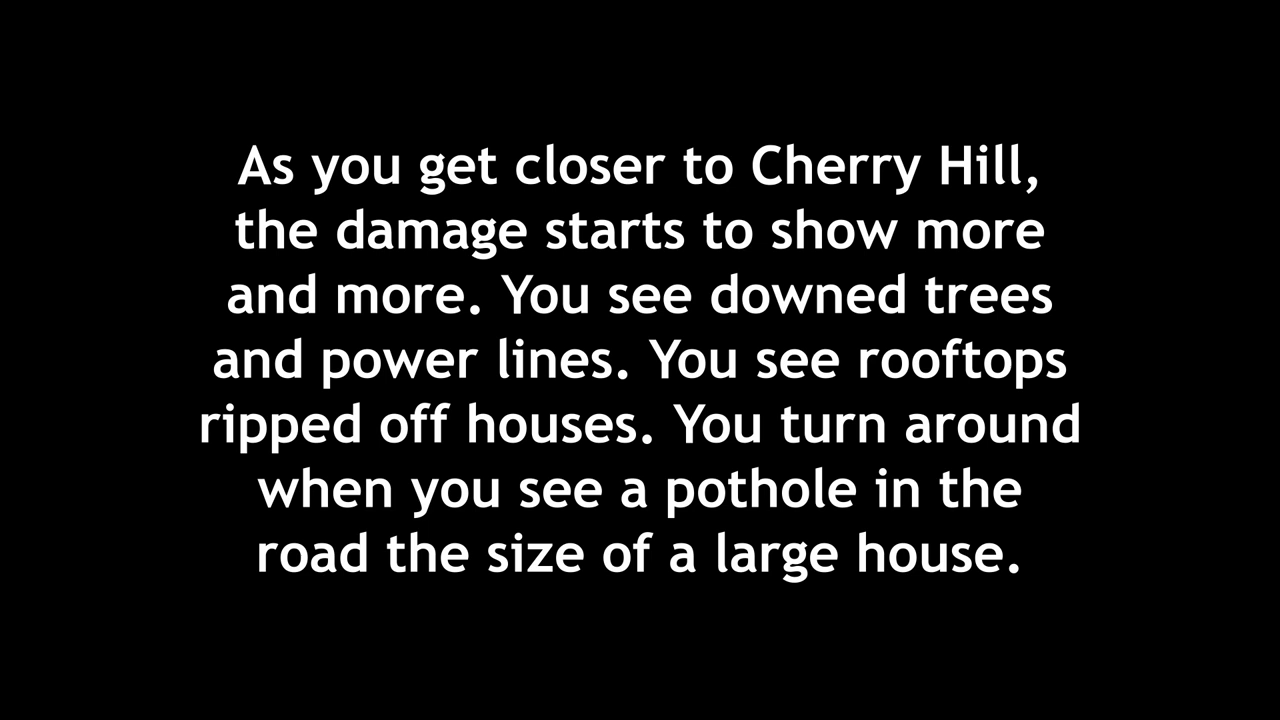 As you get closer to Cherry Hill,
the damage starts to show more
and more. You see downed trees
and power lines. You see rooftops
ripped off houses. You turn around
when you see a pothole in the
road the size of a large house.